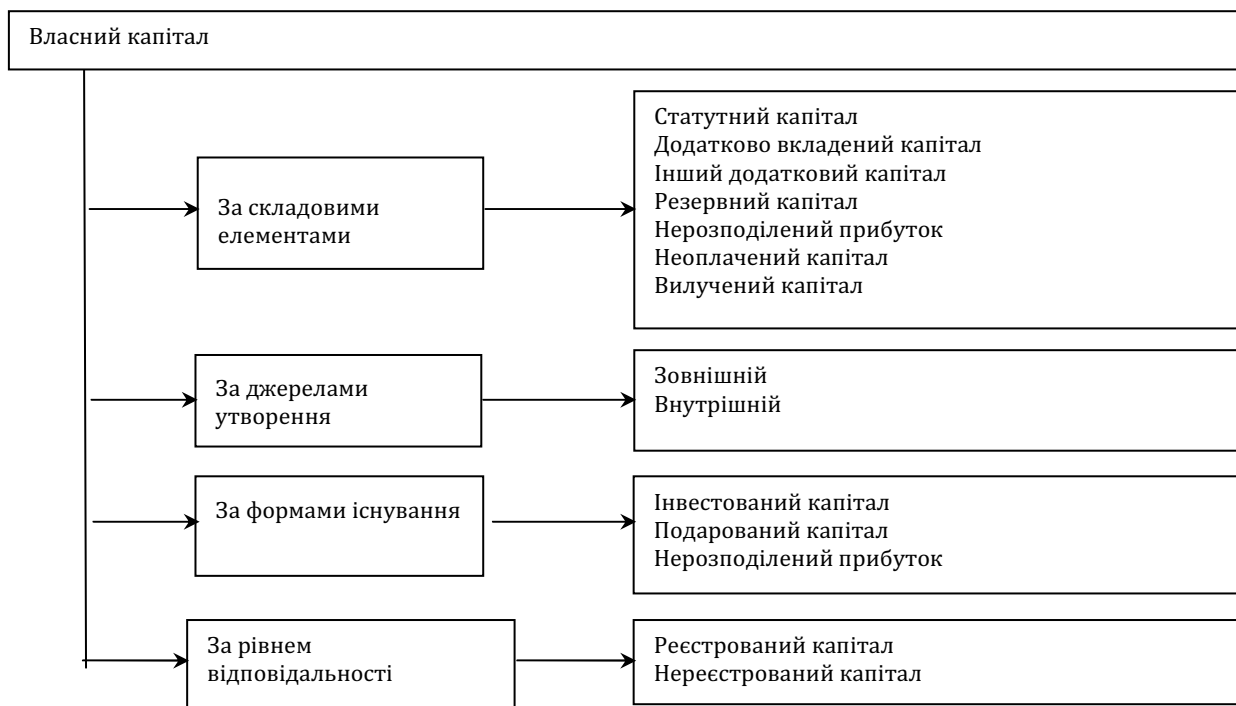 Власний капітал
За складовими
елементами
Статутний капітал
Додатково вкладений капітал
Інший додатковий капітал
Резервний капітал
Нерозподілений прибуток
Неоплачений капітал
Вилучений капітал
За джерелами
утворення
Зовнішній
Внутрішній
За формами існування
Інвестований капітал
Подарований капітал
Нерозподілений прибуток
За рівнем
відповідальності
Реєстрований капітал
Нереєстрований капітал